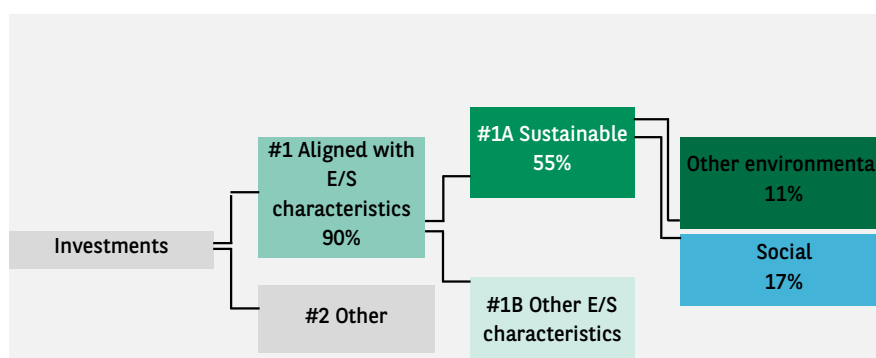 Investments
#1 Aligned with
E/S
characteristics
90%
#2 Other
#1A Sustainable
55%
#1B Other E/S
characteristics
Other environmenta
11%
Social
17%